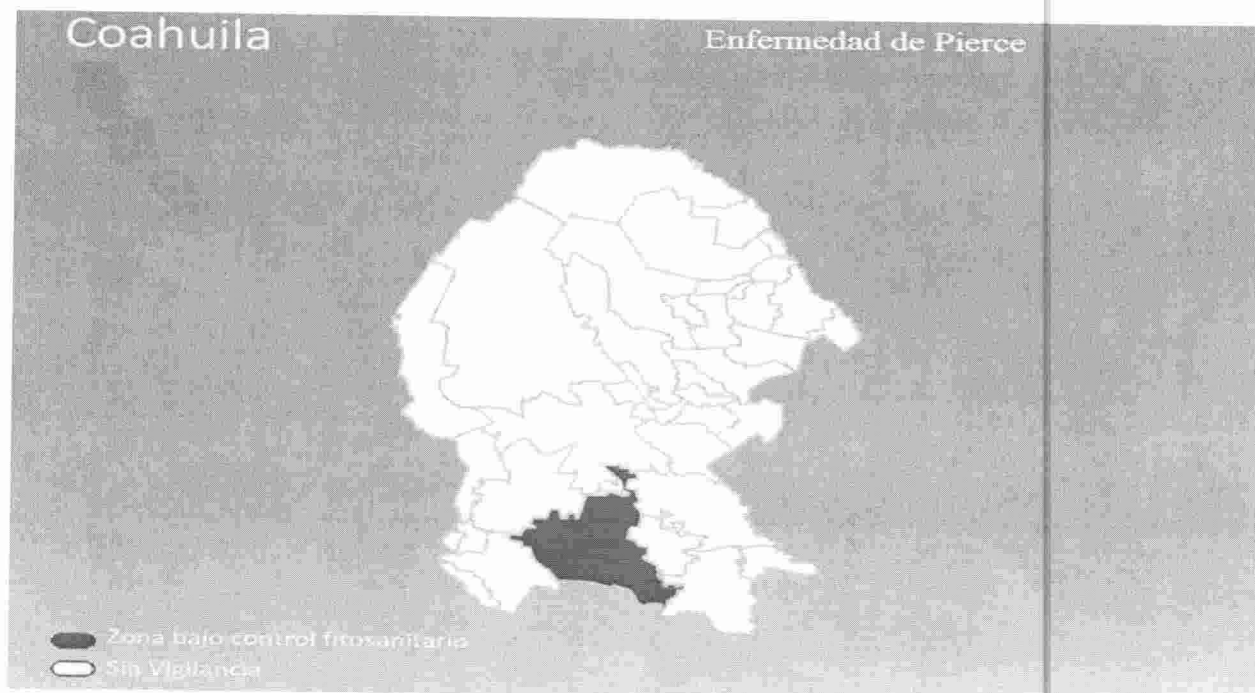 Coahuila
Enfermedad de Pierce
Zona bajo control fitosanitario
Sin Vigilancia